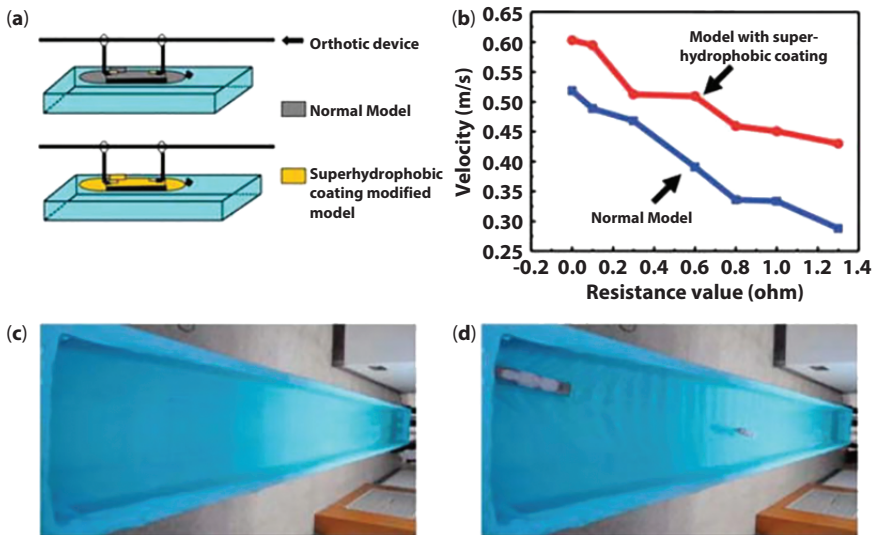 (a)
Orthotic device
Normal Model
Superhydrophobic
coating modified
model
(b)
Velocity (m/s)
0.65
0.60
0.55
0.50
0.45
0.40
0.35
0.30
0.25
Model with super-
hydrophobic coating
Normal Model
-0.2 0.0 0.2 0.4 0.6 0.8 1.0 1.2 1.4
Resistance value (ohm)
(c)
(d)